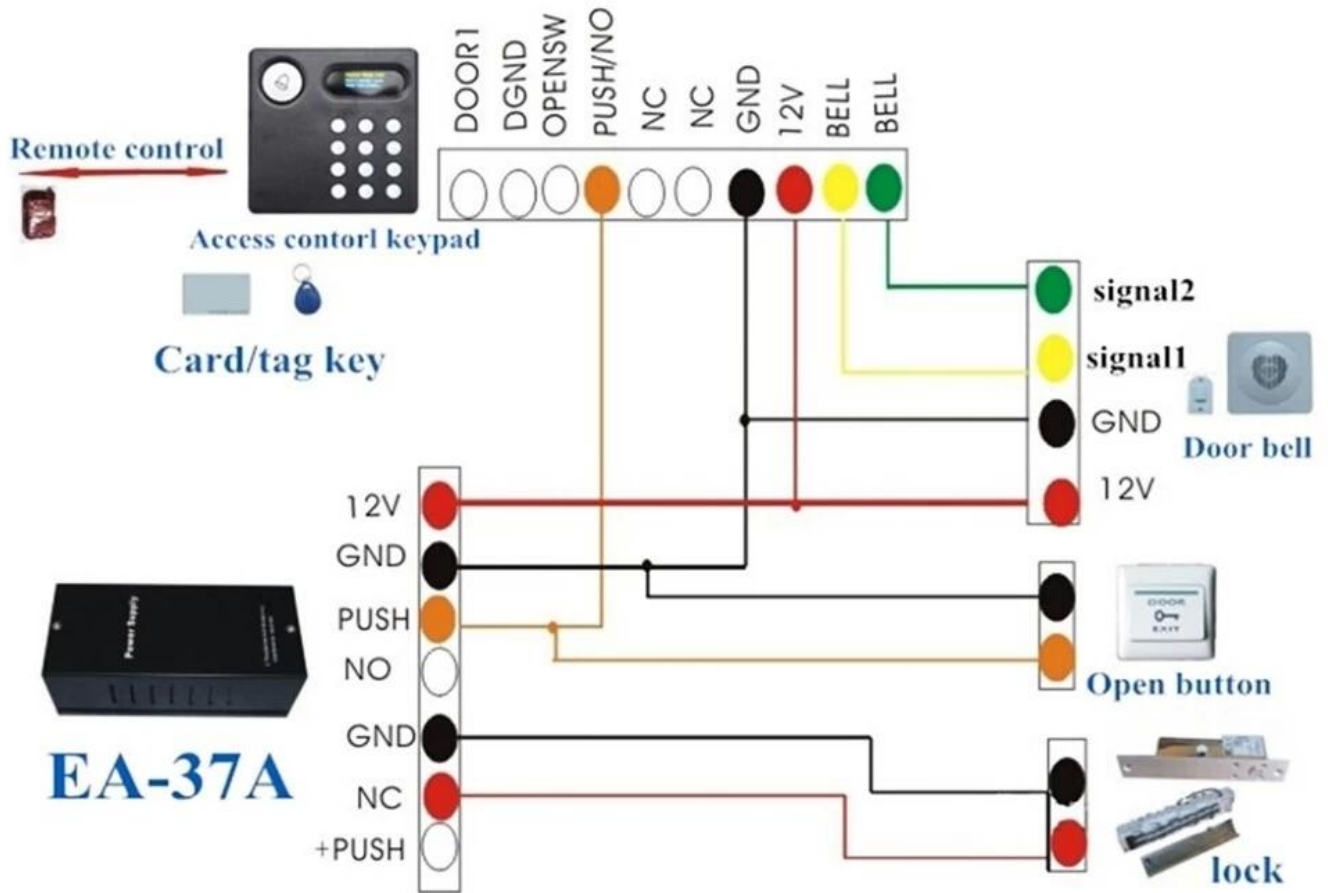 DOOR1
DGND
OPENSW
PUSH/NO
NC
NC
GND
12V
BELL
BELL
Remote control
Access contorl keypad
Card/tag key
signal2
signal1
GND
12V
Door bell
12V
GND
PUSH
NO
GND
NC
+PUSH
Power Supply
EA-37A
DOOR
EXIT
Open button
lock